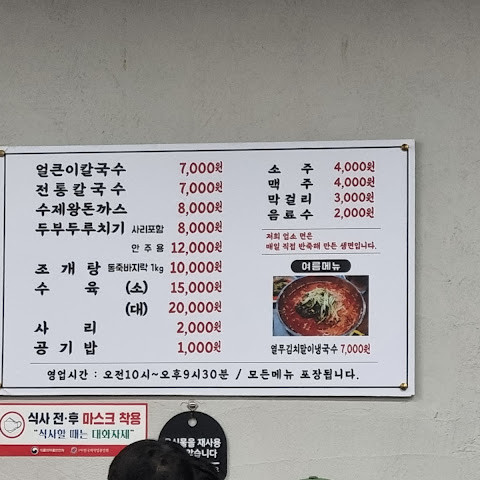 얼큰이칼국수 7,000원
전통칼국수 7,000원
수제왕돈까스 8,000원
두부두루치기 사리포함 8,000원
안주용 12,000원
조개탕 동죽바지락 1kg 10,000원
수육 (소) 15,000원
(대) 20,000원
사리 2,000원
공기밥 1,000원
소주 4,000원
맥주 4,000원
막걸리 3,000원
음료수 2,000원
저희 업소 면은
매일 직접 반죽해 만든 생면입니다.
여름메뉴
열무김치말이냉국수 7,000원
영업시간 : 오전10시~오후9시30분 / 모든메뉴 포장됩니다.
식사 전·후 마스크 착용
"식사할 때는 대화자제"
재사용